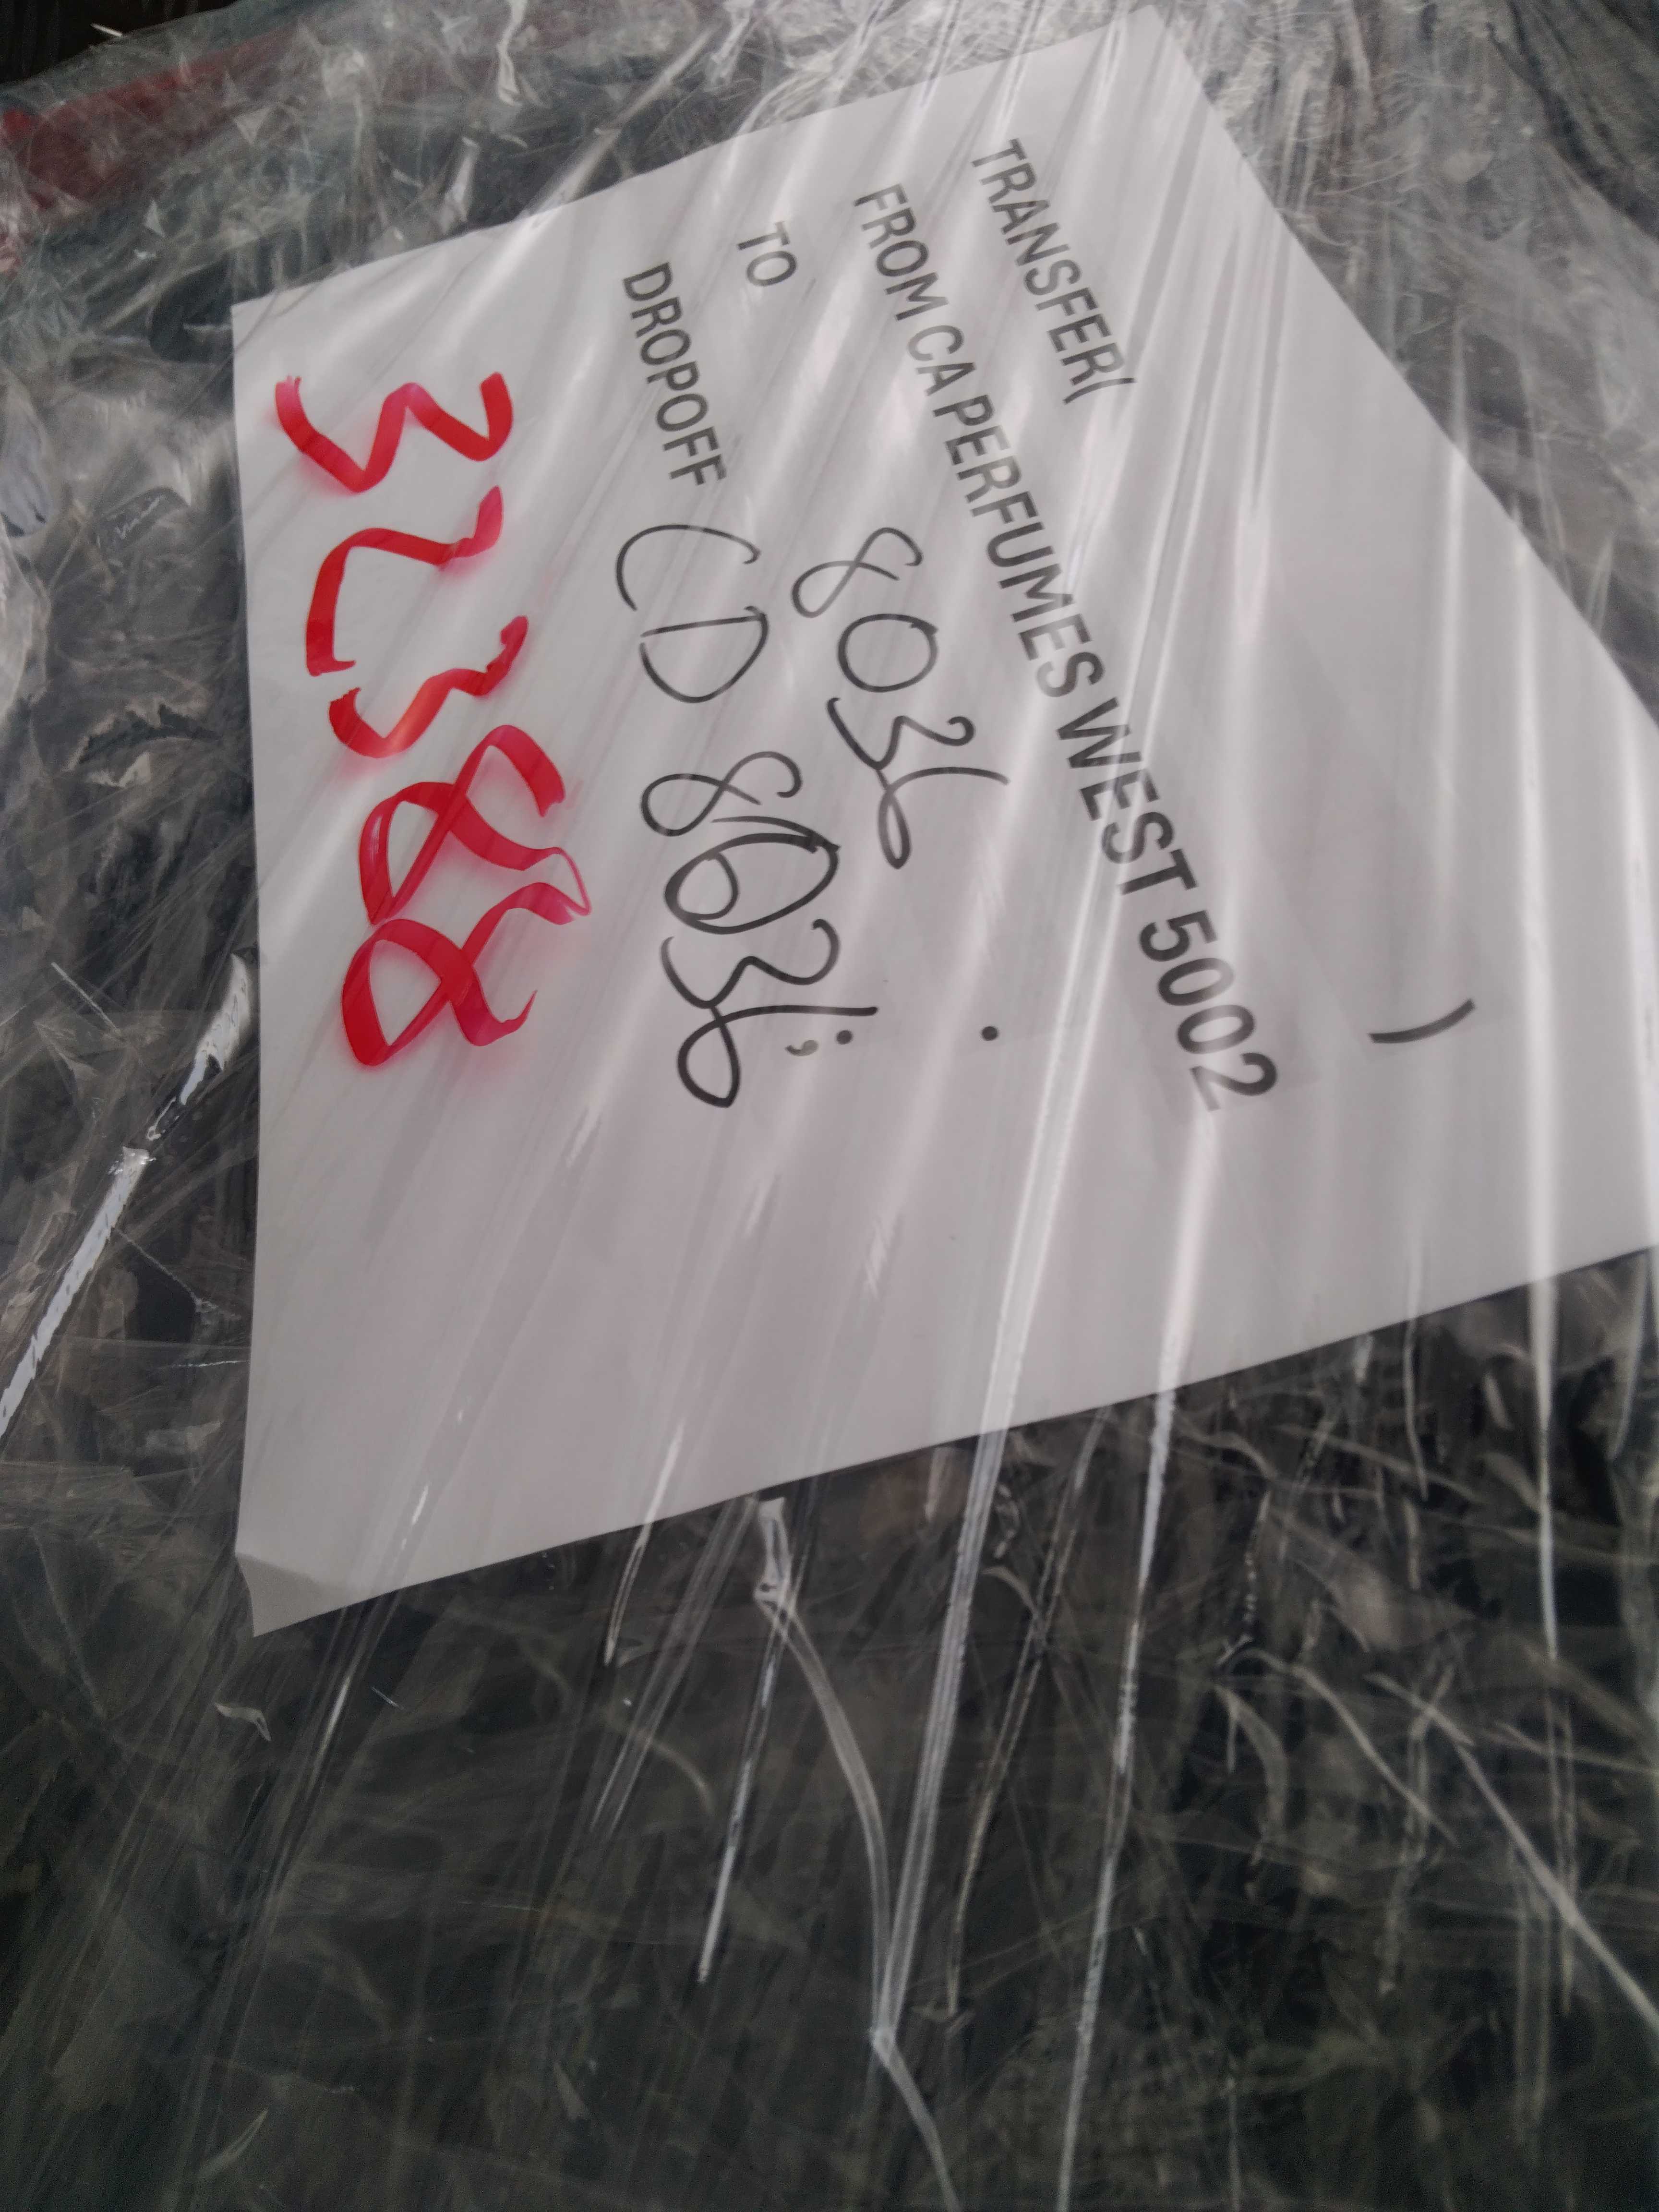 TRANSFER( )
FROM CA PERFUMES WEST 5002
TO 8036 .
DROPOFF CD 8036;
32388